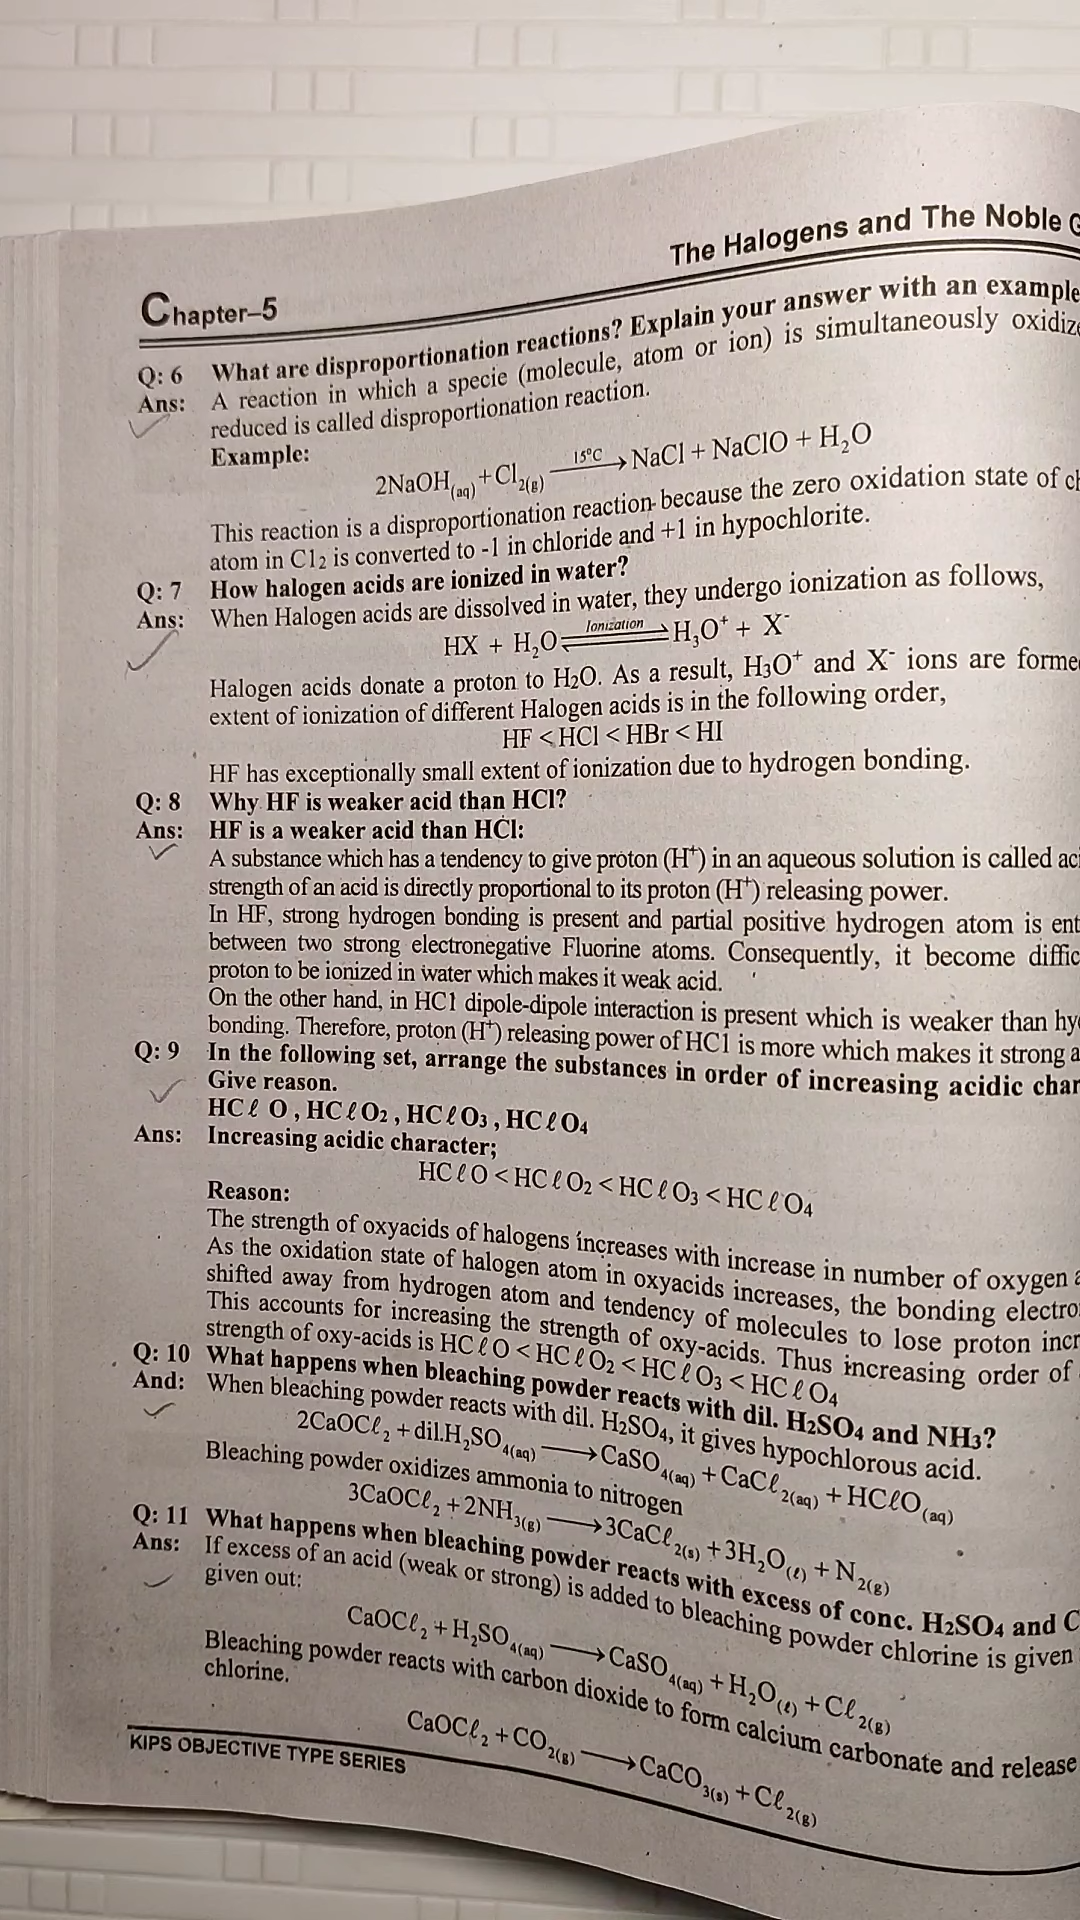 The Halogens and The Noble
Chapter–5
Q: 6 What are disproportionation reactions? Explain your answer with an example
Ans: A reaction in which a specie (molecule, atom or ion) is simultaneously oxidize
reduced is called disproportionation reaction.
Example:
2NaOH(aq) + Cl2(g) —15°C→ NaCl + NaClO + H2O
This reaction is a disproportionation reaction because the zero oxidation state of ch
atom in Cl2 is converted to -1 in chloride and +1 in hypochlorite.
Q: 7 How halogen acids are ionized in water?
Ans: When Halogen acids are dissolved in water, they undergo ionization as follows,
HX + H2O ⇌ Ionization H3O+ + X-
Halogen acids donate a proton to H2O. As a result, H3O+ and X- ions are forme
extent of ionization of different Halogen acids is in the following order,
HF < HCl < HBr < HI
HF has exceptionally small extent of ionization due to hydrogen bonding.
Q: 8 Why HF is weaker acid than HCl?
Ans: HF is a weaker acid than HCl:
A substance which has a tendency to give proton (H+) in an aqueous solution is called aci
strength of an acid is directly proportional to its proton (H+) releasing power.
In HF, strong hydrogen bonding is present and partial positive hydrogen atom is ent
between two strong electronegative Fluorine atoms. Consequently, it become diffic
proton to be ionized in water which makes it weak acid.
On the other hand, in HC1 dipole-dipole interaction is present which is weaker than hy
bonding. Therefore, proton (H+) releasing power of HC1 is more which makes it strong a
Q: 9 In the following set, arrange the substances in order of increasing acidic char
Give reason.
HCℓO , HCℓO2 , HCℓO3 , HCℓO4
Ans: Increasing acidic character;
HCℓO < HCℓO2 < HCℓO3 < HCℓO4
Reason:
The strength of oxyacids of halogens increases with increase in number of oxygen a
As the oxidation state of halogen atom in oxyacids increases, the bonding electro
shifted away from hydrogen atom and tendency of molecules to lose proton incr
This accounts for increasing the strength of oxy-acids. Thus increasing order of
strength of oxy-acids is HCℓO < HCℓO2 < HCℓO3 < HCℓO4
Q: 10 What happens when bleaching powder reacts with dil. H2SO4 and NH3?
And: When bleaching powder reacts with dil. H2SO4, it gives hypochlorous acid.
2CaOCℓ2 + dil.H2SO4(aq) → CaSO4(aq) + CaCℓ2(aq) + HCℓO(aq)
Bleaching powder oxidizes ammonia to nitrogen
3CaOCℓ2 + 2NH3(g) → 3CaCℓ2(s) + 3H2O(ℓ) + N2(g)
Q: 11 What happens when bleaching powder reacts with excess of conc. H2SO4 and C
Ans: If excess of an acid (weak or strong) is added to bleaching powder chlorine is given
given out:
CaOCℓ2 + H2SO4(aq) → CaSO4(aq) + H2O(ℓ) + Cℓ2(g)
Bleaching powder reacts with carbon dioxide to form calcium carbonate and release
chlorine.
CaOCℓ2 + CO2(g) → CaCO3(s) + Cℓ2(g)
KIPS OBJECTIVE TYPE SERIES